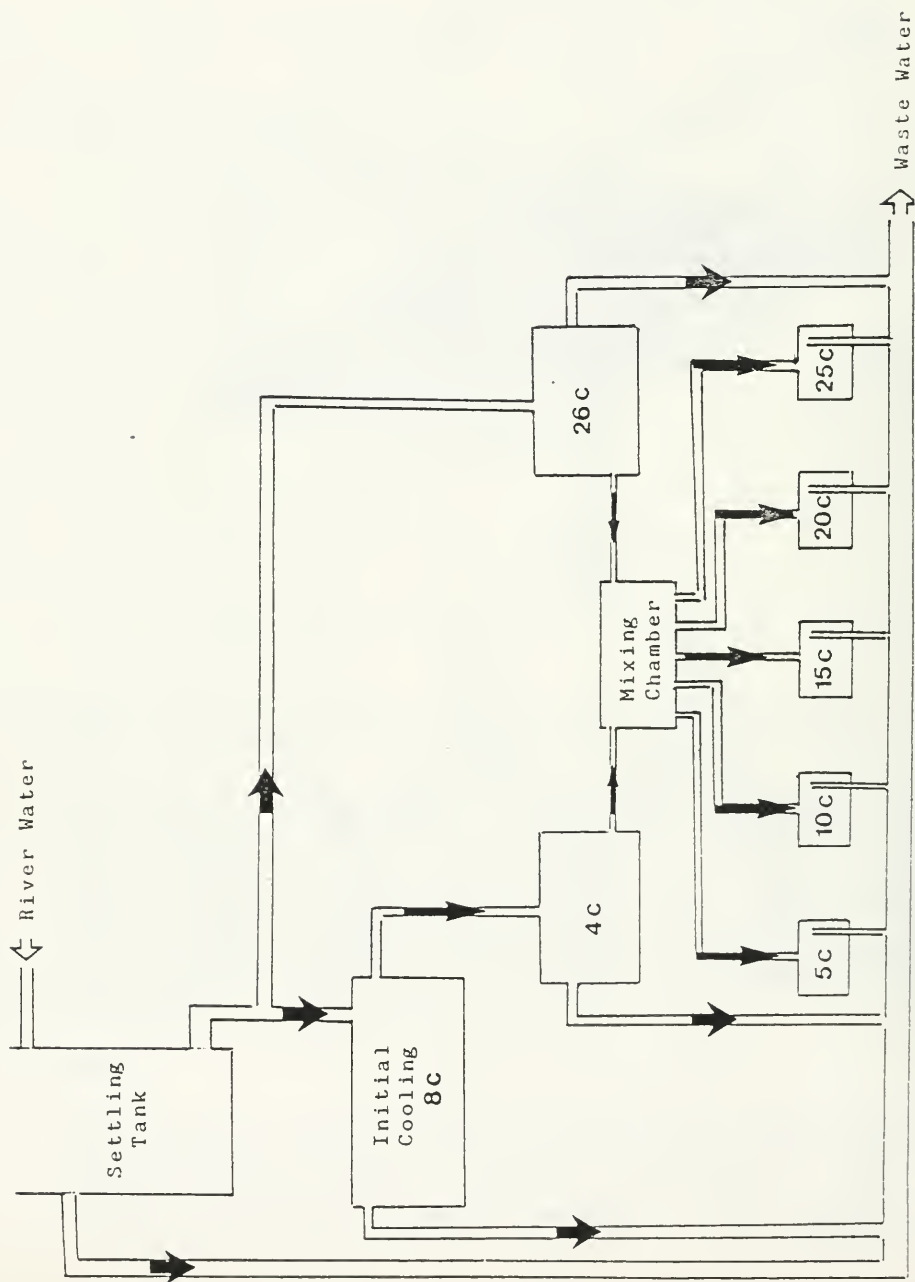 River Water
Settling
Tank
Initial
Cooling
8C
4C
26C
Mixing
Chamber
5C
10C
15C
20C
25C
Waste Water